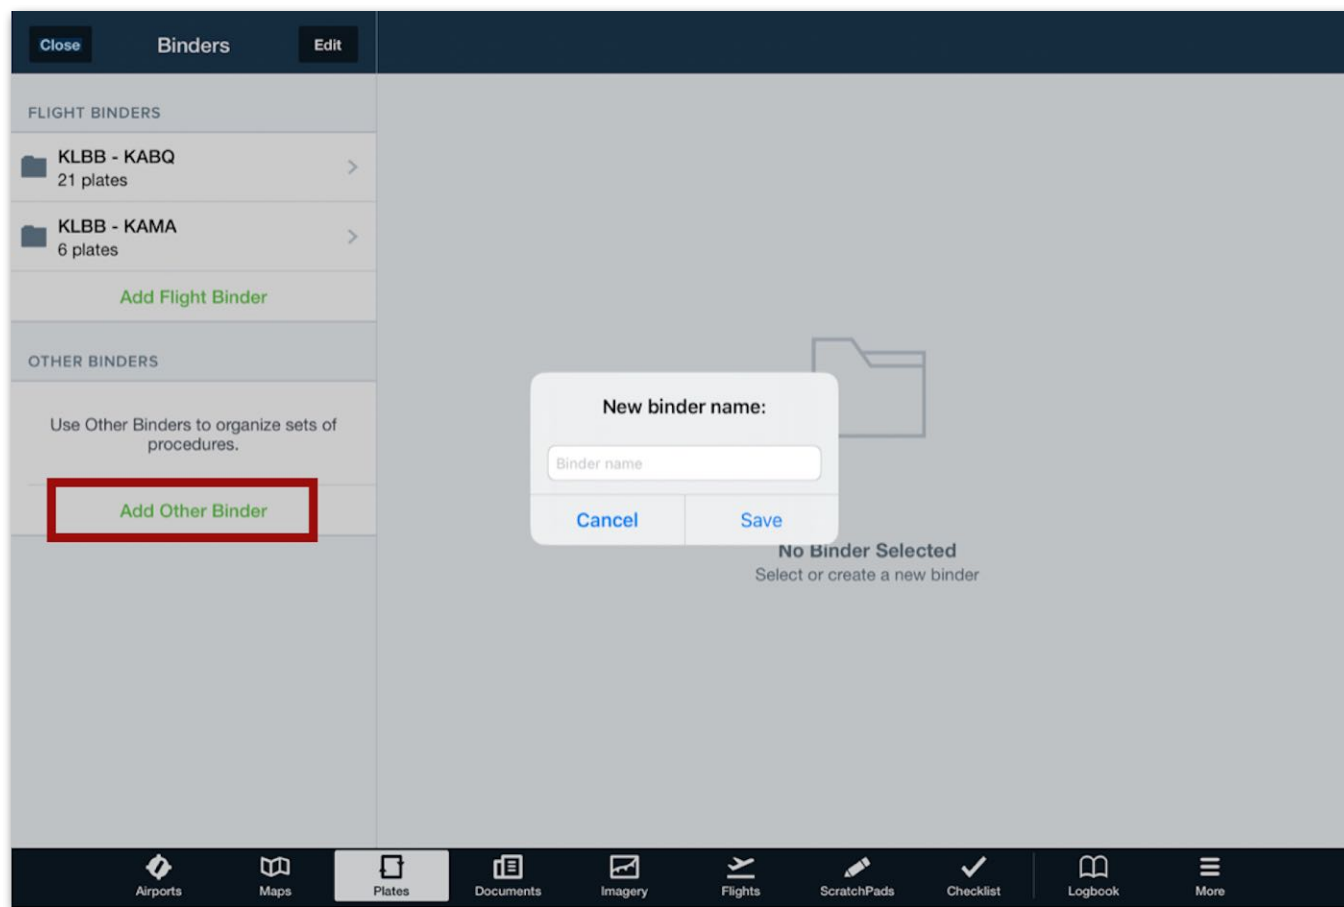 Close
Binders
Edit
FLIGHT BINDERS
KLBB - KABQ
21 plates
KLBB - KAMA
6 plates
Add Flight Binder
OTHER BINDERS
Use Other Binders to organize sets of
procedures.
Add Other Binder
New binder name:
Binder name
Cancel
Save
No Binder Selected
Select or create a new binder
Airports
Maps
Plates
Documents
Imagery
Flights
ScratchPads
Checklist
Logbook
More